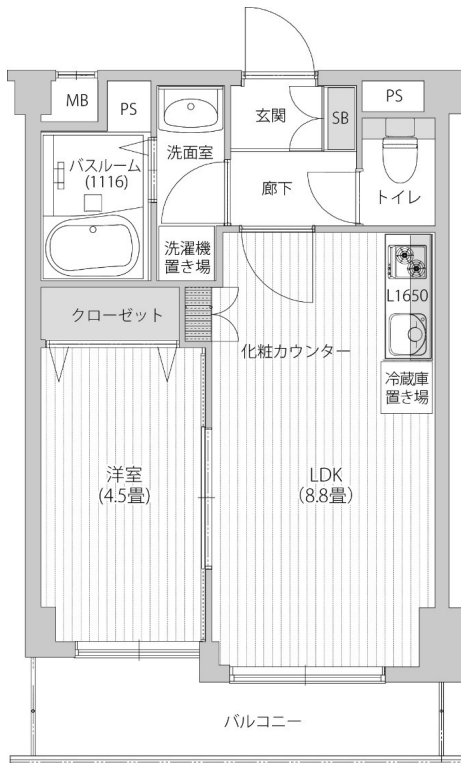 MB
PS
玄関
SB
PS
洗面室
バスルーム
(1116)
廊下
トイレ
洗濯機
置き場
L1650
クローゼット
化粧カウンター
冷蔵庫
置き場
洋室
(4.5畳)
LDK
(8.8畳)
バルコニー